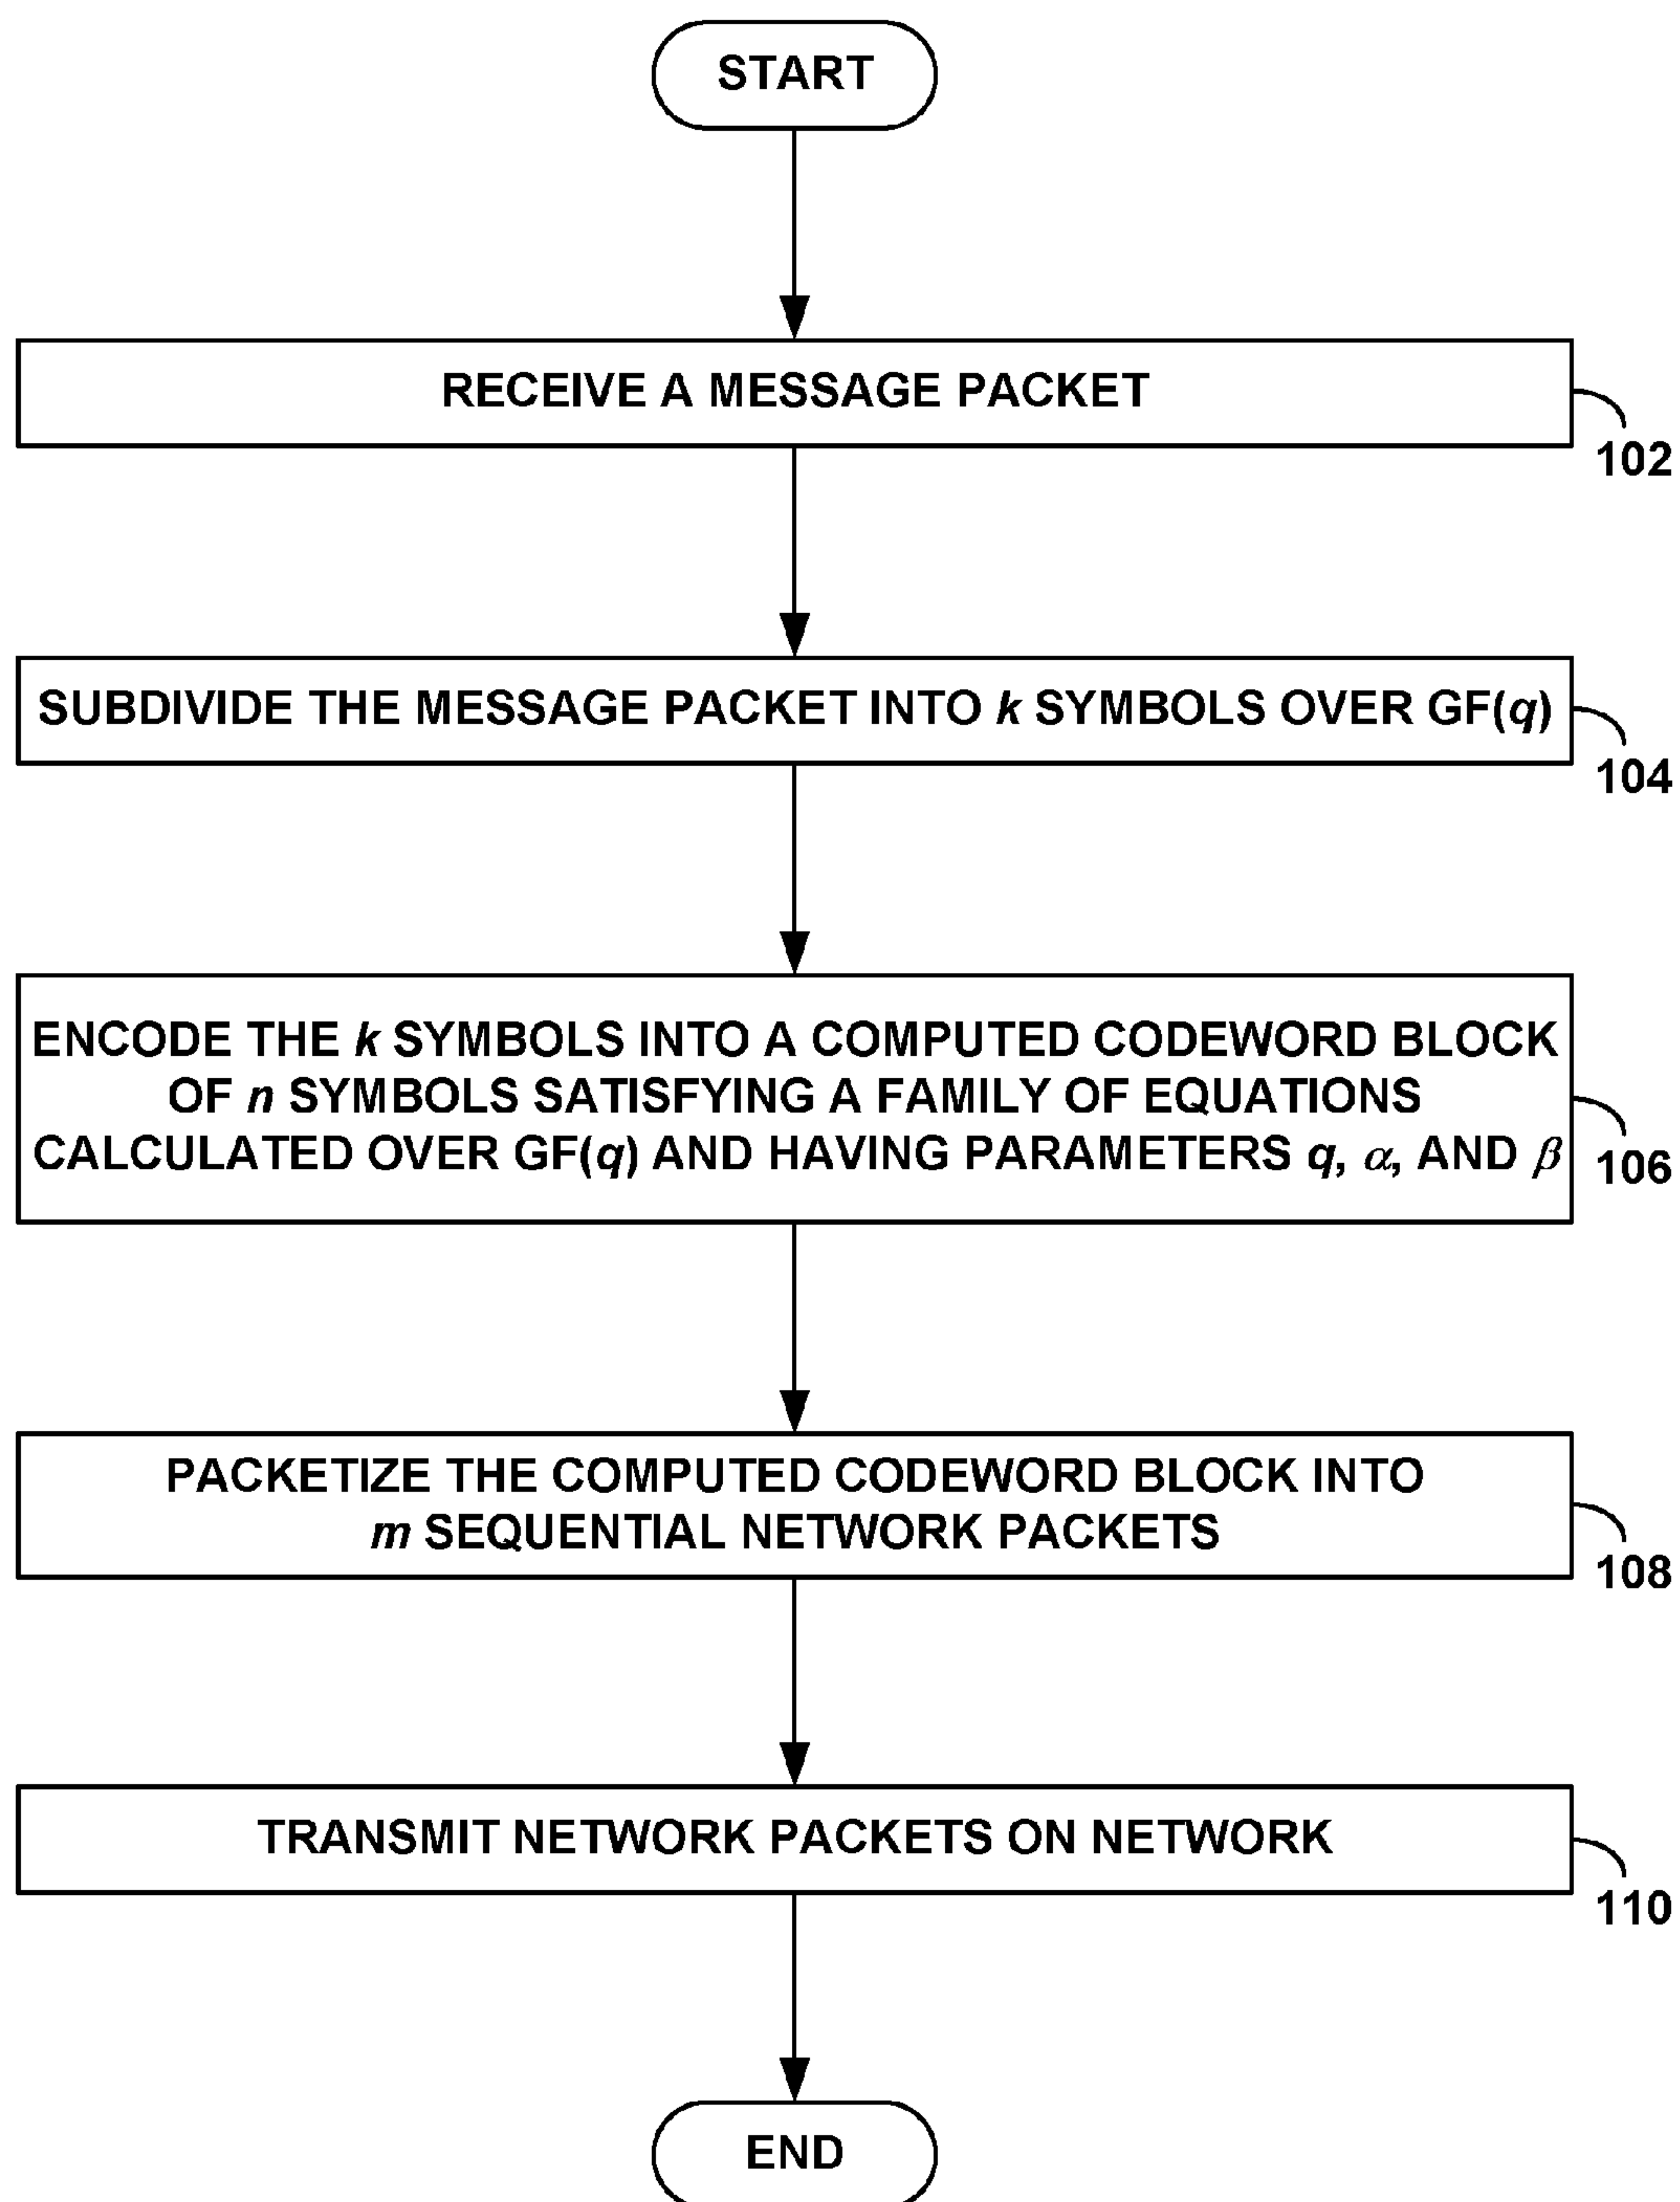 START
RECEIVE A MESSAGE PACKET
102
SUBDIVIDE THE MESSAGE PACKET INTO k SYMBOLS OVER GF(q)
104
ENCODE THE k SYMBOLS INTO A COMPUTED CODEWORD BLOCK
OF n SYMBOLS SATISFYING A FAMILY OF EQUATIONS
CALCULATED OVER GF(q) AND HAVING PARAMETERS q, α, AND β
106
PACKETIZE THE COMPUTED CODEWORD BLOCK INTO
m SEQUENTIAL NETWORK PACKETS
108
TRANSMIT NETWORK PACKETS ON NETWORK
110
END